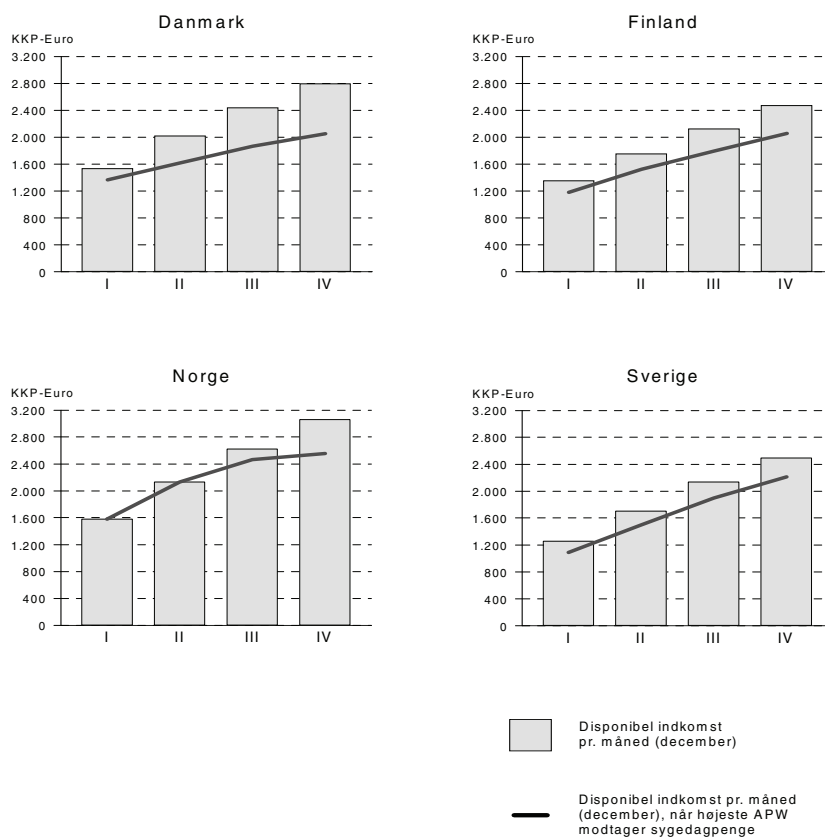 Danmark
KKP-Euro
3.200
2.800
2.400
2.000
1.600
1.200
800
400
0
I II III IV
Finland
KKP-Euro
3.200
2.800
2.400
2.000
1.600
1.200
800
400
0
I II III IV
Norge
KKP-Euro
3.200
2.800
2.400
2.000
1.600
1.200
800
400
0
I II III IV
Sverige
KKP-Euro
3.200
2.800
2.400
2.000
1.600
1.200
800
400
0
I II III IV
Disponibel indkomst
pr. måned (december)
Disponibel indkomst pr. måned
(december), når højeste APW
modtager sygedagpenge